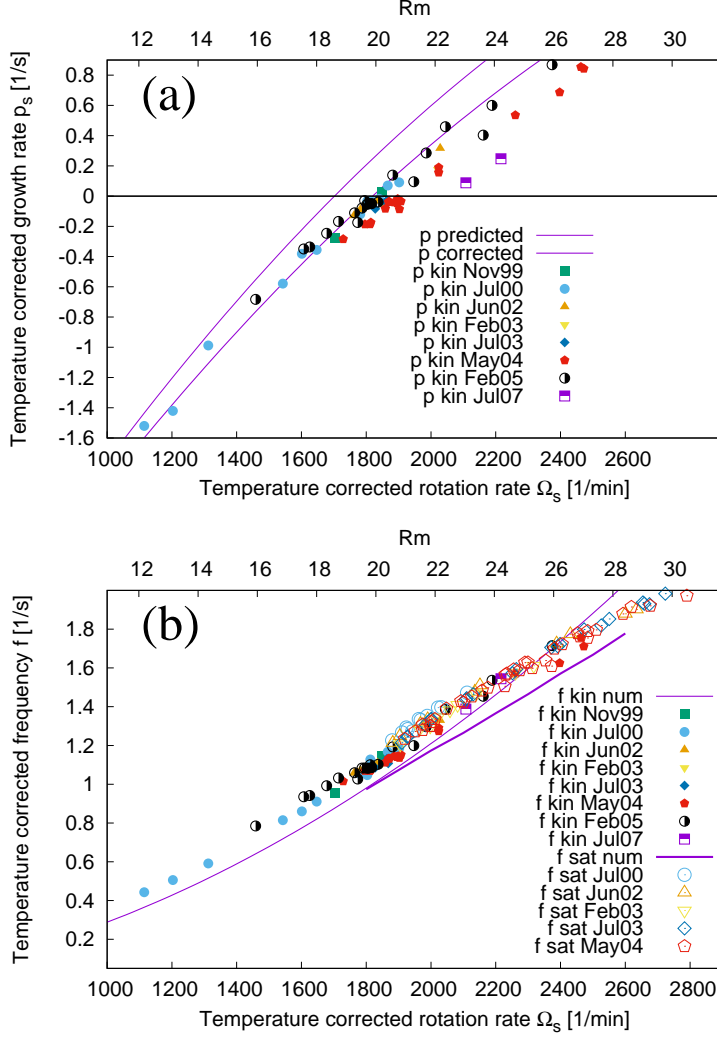 Rm
12 14 16 18 20 22 24 26 28 30
Temperature corrected growth rate pₛ [1/s]
0.8
0.6
0.4
0.2
0
-0.2
-0.4
-0.6
-0.8
-1
-1.2
-1.4
-1.6
(a)
p predicted
p corrected
p kin Nov99
p kin Jul00
p kin Jun02
p kin Feb03
p kin Jul03
p kin May04
p kin Feb05
p kin Jul07
1000 1200 1400 1600 1800 2000 2200 2400 2600
Temperature corrected rotation rate Ωₛ [1/min]
Rm
12 14 16 18 20 22 24 26 28 30
Temperature corrected frequency f [1/s]
1.8
1.6
1.4
1.2
1
0.8
0.6
0.4
0.2
(b)
f kin num
f kin Nov99
f kin Jul00
f kin Jun02
f kin Feb03
f kin Jul03
f kin May04
f kin Feb05
f kin Jul07
f sat num
f sat Jul00
f sat Jun02
f sat Feb03
f sat Jul03
f sat May04
1000 1200 1400 1600 1800 2000 2200 2400 2600 2800
Temperature corrected rotation rate Ωₛ [1/min]